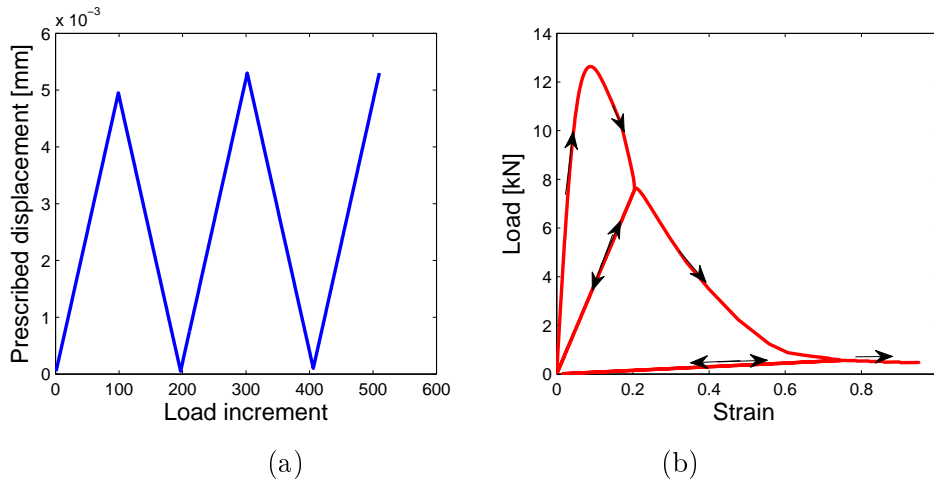 x 10⁻³
6
5
4
3
2
1
0
0 100 200 300 400 500 600
Prescribed displacement [mm]
Load increment
(a)
14
12
10
8
6
4
2
0
0 0.2 0.4 0.6 0.8
Load [kN]
Strain
(b)